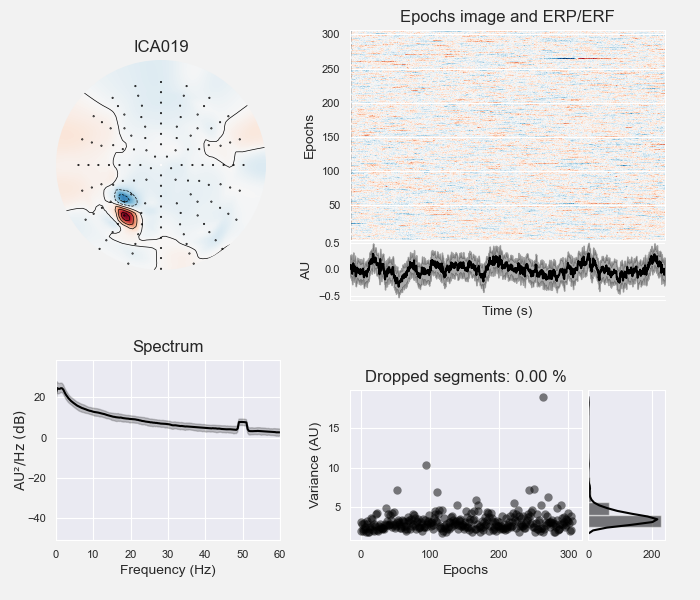 ICA019
Epochs image and ERP/ERF
300
250
200
150
100
50
Epochs
0.5
0.0
−0.5
AU
Time (s)
Spectrum
20
0
−20
−40
AU²/Hz (dB)
0 10 20 30 40 50 60
Frequency (Hz)
Dropped segments: 0.00 %
15
10
5
Variance (AU)
0 100 200 300
Epochs
0 200